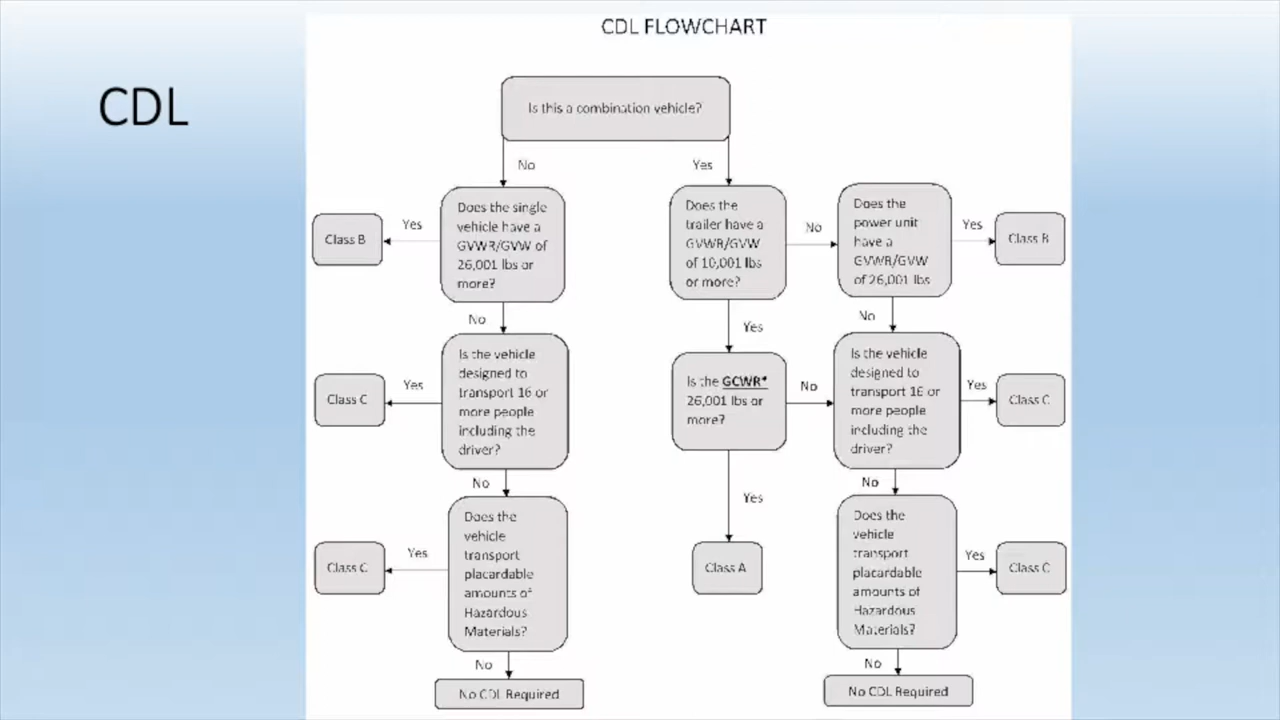 CDL FLOWCHART
CDL
Is this a combination vehicle?
No
Yes
Does the single
vehicle have a
GVWR/GVW of
26,001 lbs or
more?
Yes
Class B
No
Is the vehicle
designed to
transport 16 or
more people
including the
driver?
Yes
Class C
No
Does the
vehicle
transport
placardable
amounts of
Hazardous
Materials?
Yes
Class C
No
No CDL Required
Does the
trailer have a
GVWR/GVW
of 10,001 lbs
or more?
No
Yes
Is the GCWR*
26,001 lbs or
more?
No
Yes
Class A
Does the
power unit
have a
GVWR/GVW
of 26,001 lbs
Yes
Class B
No
Is the vehicle
designed to
transport 16 or
more people
including the
driver?
Yes
Class C
No
Does the
vehicle
transport
placardable
amounts of
Hazardous
Materials?
Yes
Class C
No
No CDL Required